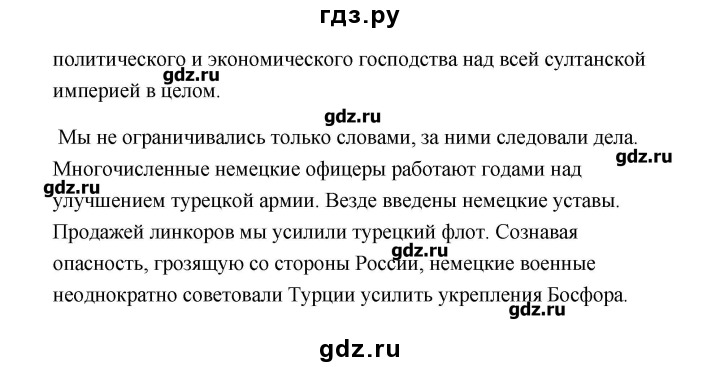 гдз.ру
политического и экономического господства над всей султанской
gdz.ru
империей в целом.
gdz.ru
Мы не ограничивались только словами, за ними следовали дела.
gdz.ru
Многочисленные немецкие офицеры работают годами над
gdz.ru
улучшением турецкой армии. Везде введены немецкие уставы.
Продажей линкоров мы усилили турецкий флот. Сознавая
gdz.ru
опасность, грозящую со стороны России, немецкие военные
неоднократно советовали Турции усилить укрепления Босфора.
gdz.ru
gdz.ru